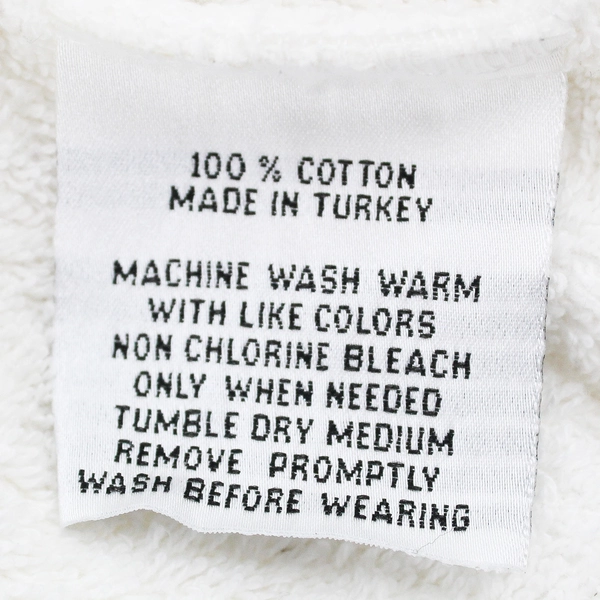 100 % COTTON
MADE IN TURKEY
MACHINE WASH WARM
WITH LIKE COLORS
NON CHLORINE BLEACH
ONLY WHEN NEEDED
TUMBLE DRY MEDIUM
REMOVE PROMPTLY
WASH BEFORE WEARING